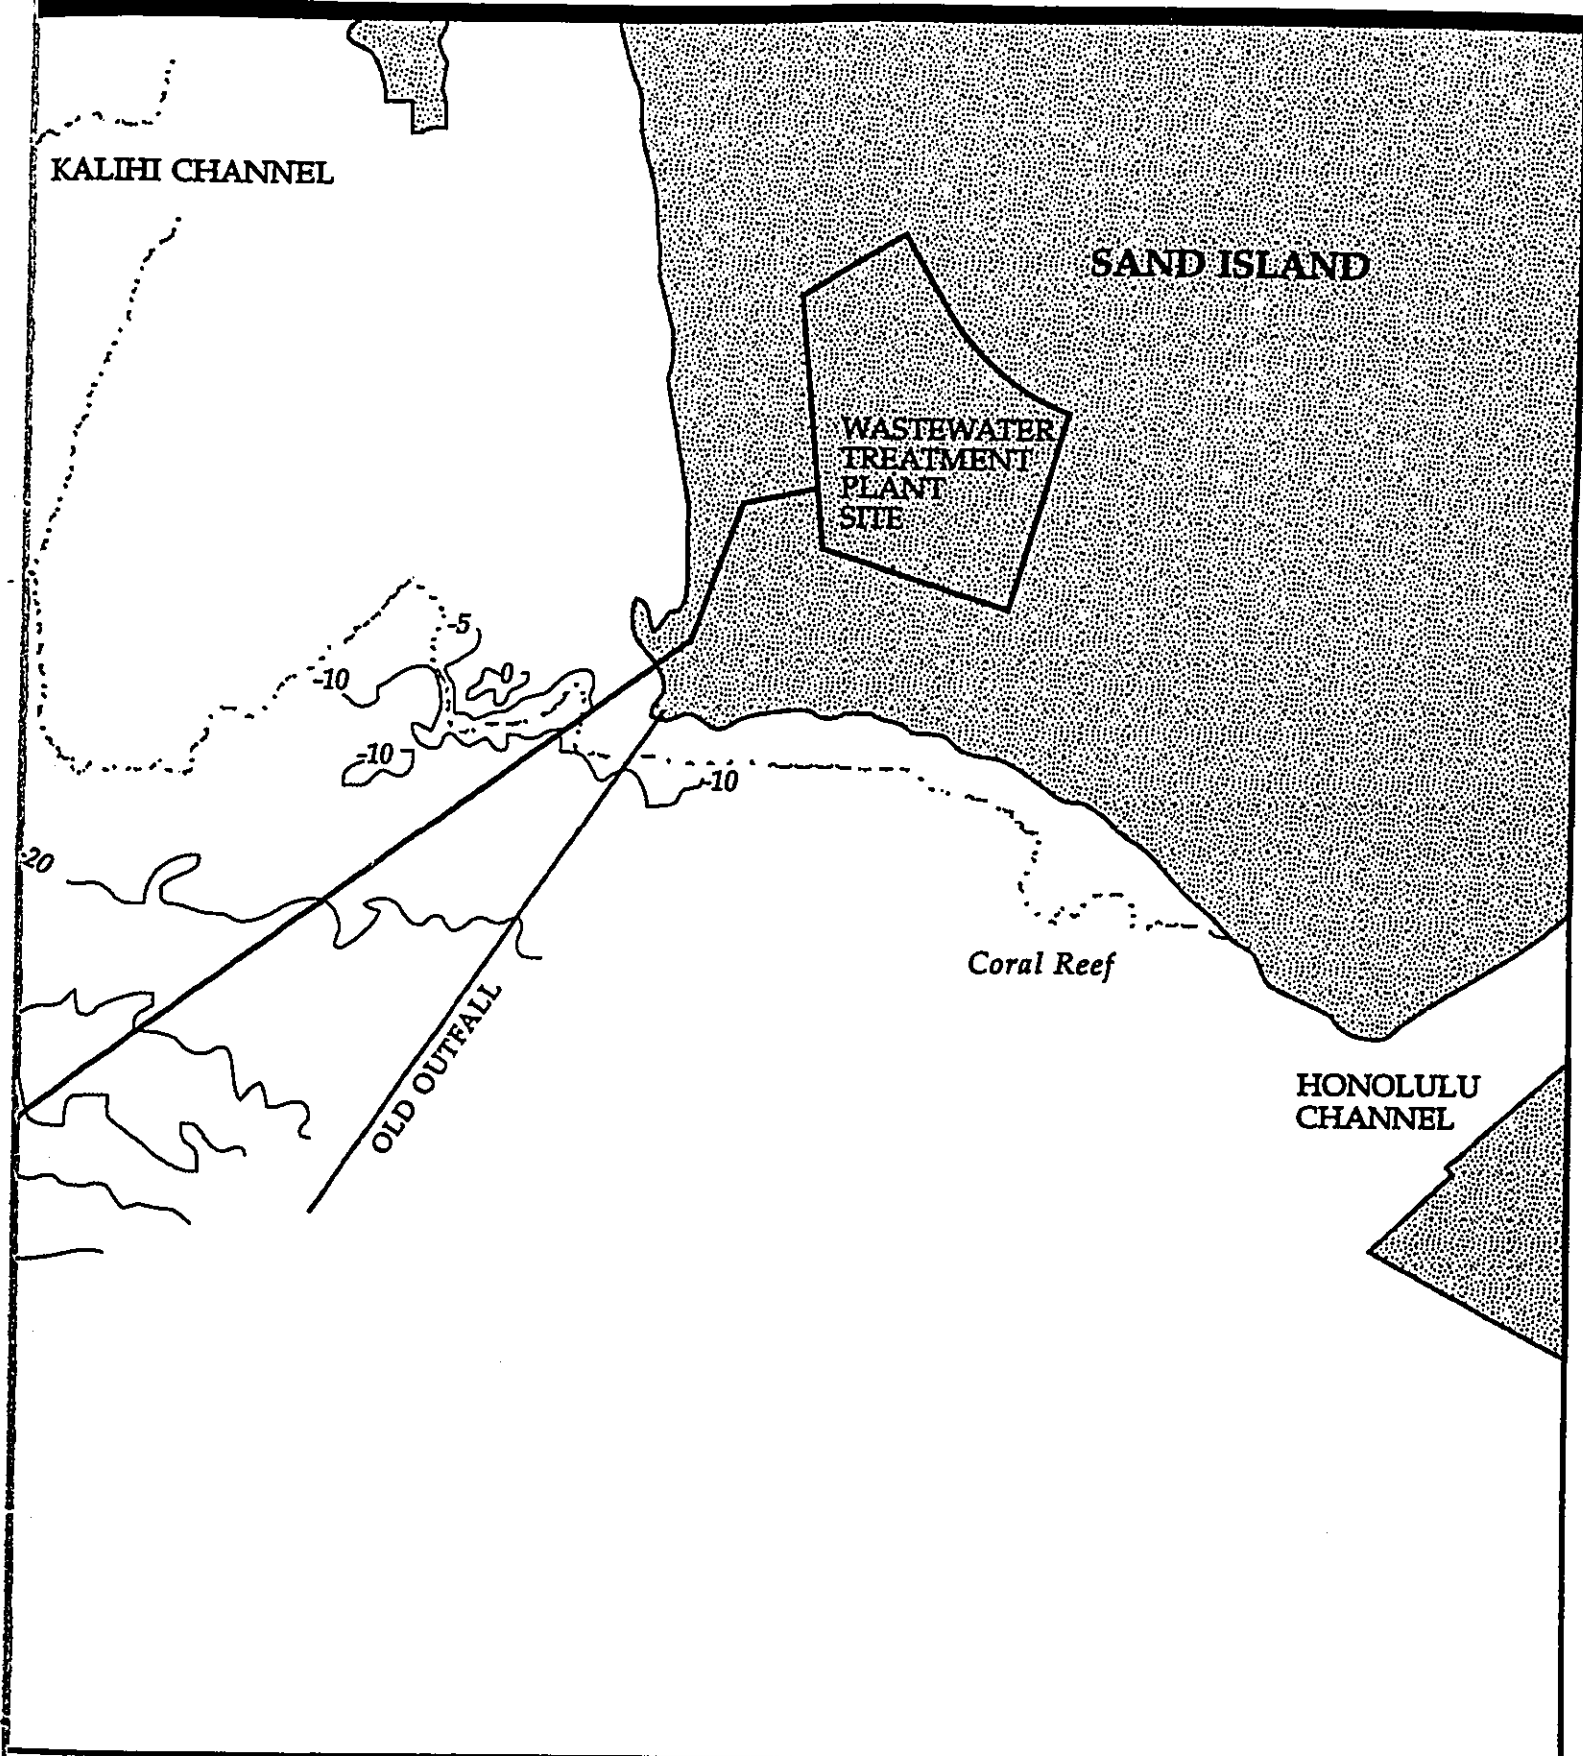 KALIHI CHANNEL
SAND ISLAND
WASTEWATER
TREATMENT
PLANT
SITE
-5
-10
0
-10
-10
-20
Coral Reef
OLD OUTFALL
HONOLULU
CHANNEL